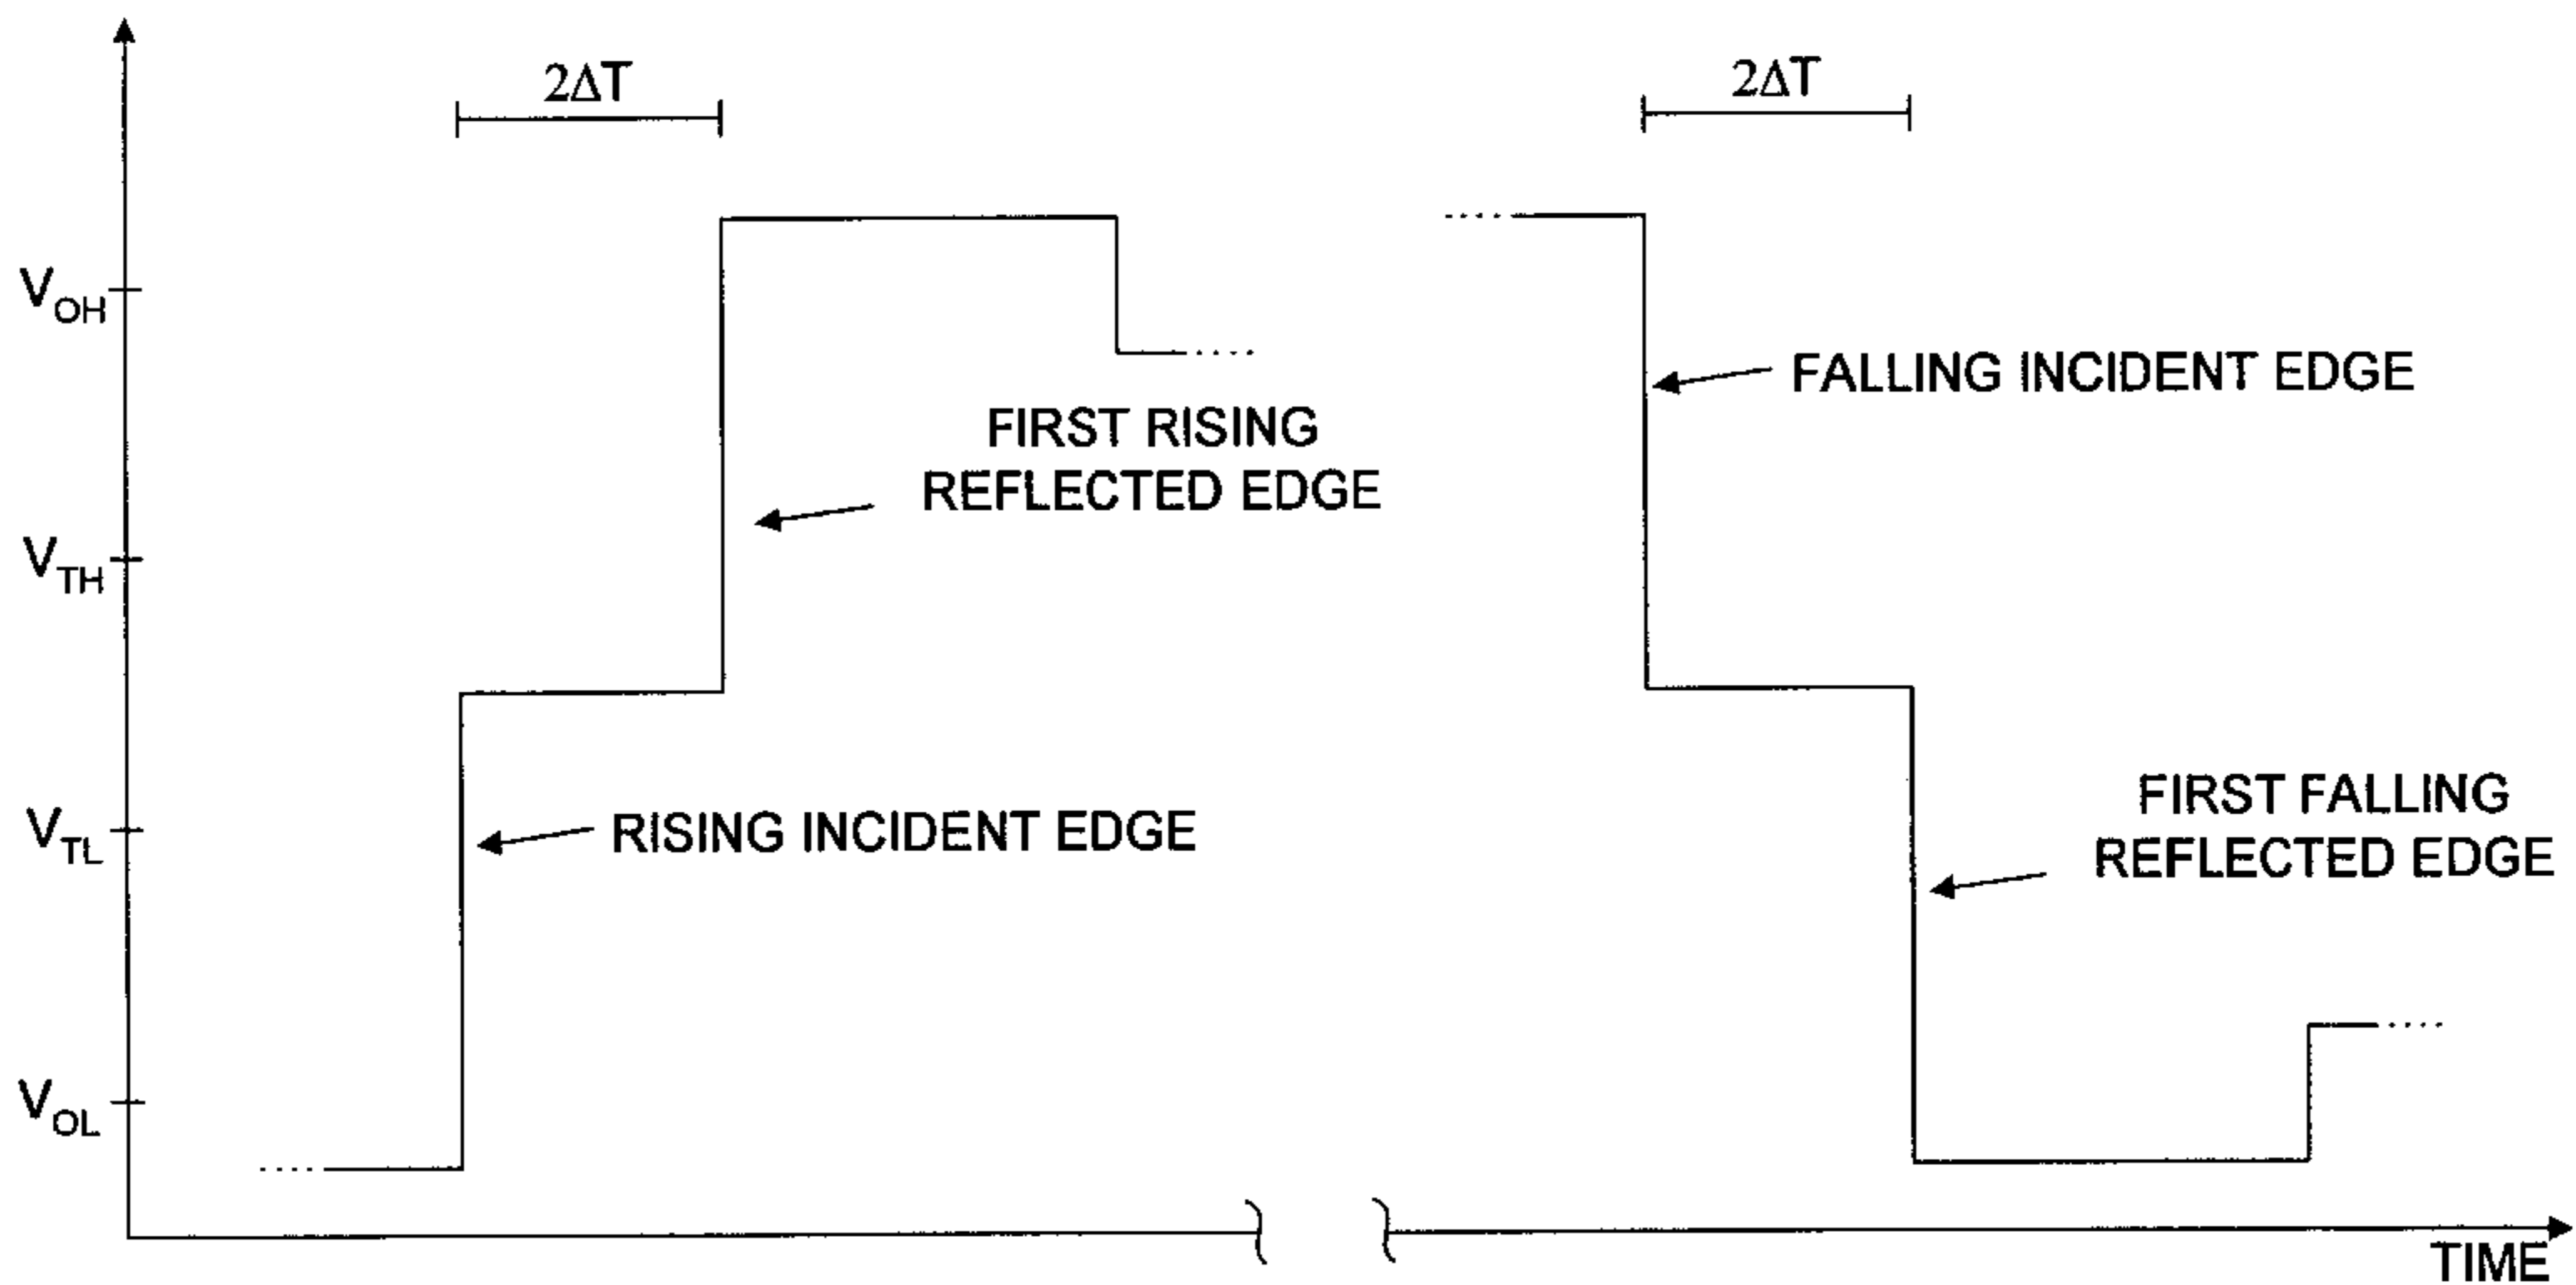 2ΔT
2ΔT
VOH
FALLING INCIDENT EDGE
FIRST RISING
REFLECTED EDGE
VTH
VTL
RISING INCIDENT EDGE
FIRST FALLING
REFLECTED EDGE
VOL
TIME